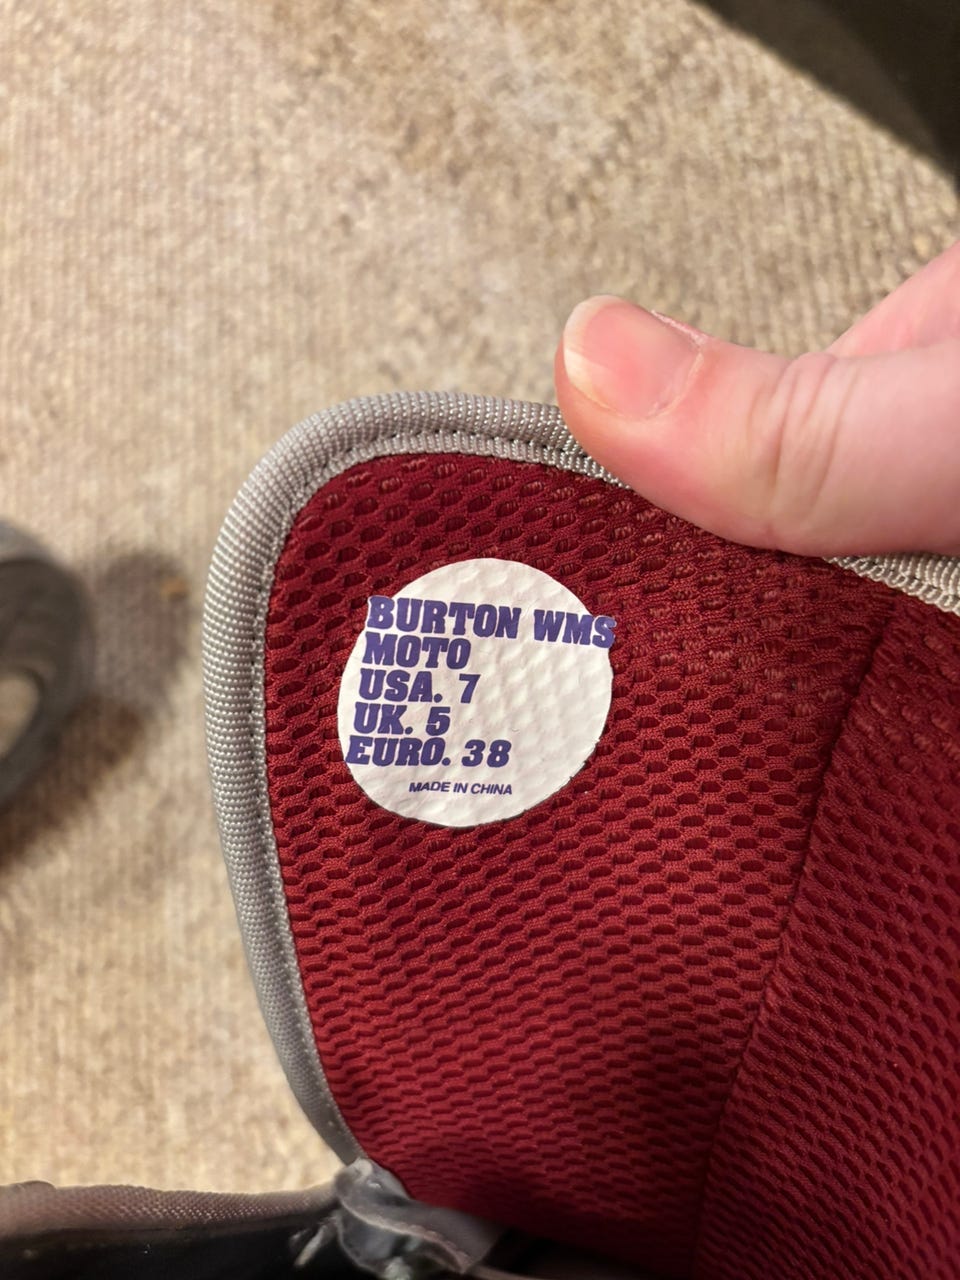 BURTON WMS
MOTO
USA. 7
UK. 5
EURO. 38
MADE IN CHINA